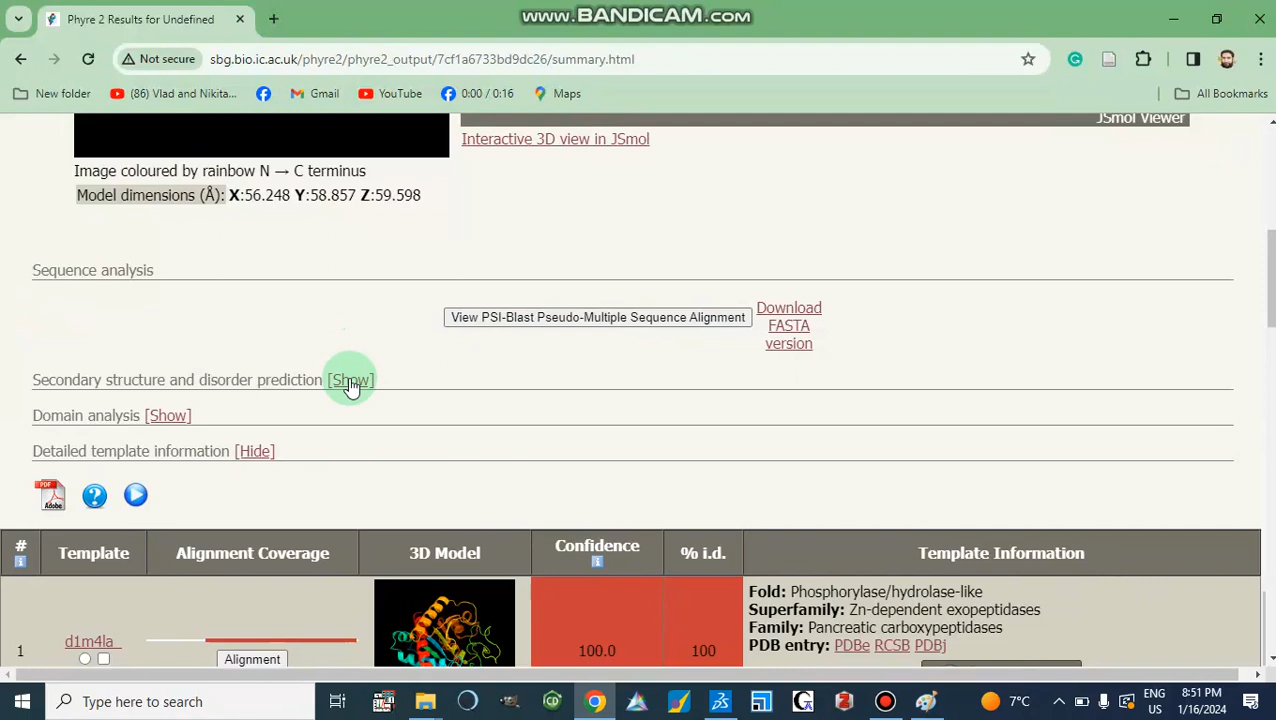 www.BANDICAM.com
Phyre 2 Results for Undefined
Not secure
sbg.bio.ic.ac.uk/phyre2/phyre2_output/7cf1a6733bd9dc26/summary.html
New folder
(86) Vlad and Nikita...
Gmail
YouTube
0:00 / 0:16
Maps
All Bookmarks
JSmol Viewer
Interactive 3D view in JSmol
Image coloured by rainbow N → C terminus
Model dimensions (Å): X:56.248 Y:58.857 Z:59.598
Sequence analysis
View PSI-Blast Pseudo-Multiple Sequence Alignment
Download
FASTA
version
Secondary structure and disorder prediction [Show]
Domain analysis [Show]
Detailed template information [Hide]
PDF
Adobe
# Template Alignment Coverage 3D Model Confidence % i.d. Template Information
Fold: Phosphorylase/hydrolase-like
Superfamily: Zn-dependent exopeptidases
Family: Pancreatic carboxypeptidases
PDB entry: PDBe RCSB PDBj
1
d1m4la_
Alignment
100.0
100
Type here to search
7°C
ENG
US
8:51 PM
1/16/2024